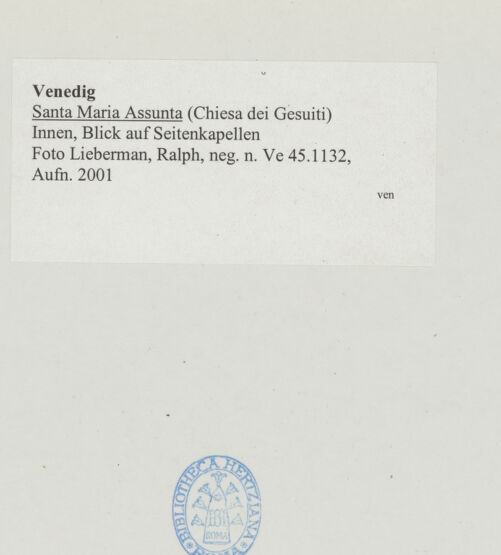 Venedig
Santa Maria Assunta (Chiesa dei Gesuiti)
Innen, Blick auf Seitenkapellen
Foto Lieberman, Ralph, neg. n. Ve 45.1132,
Aufn. 2001
ven
BIBLIOTHECA HERTZIANA
ROMA